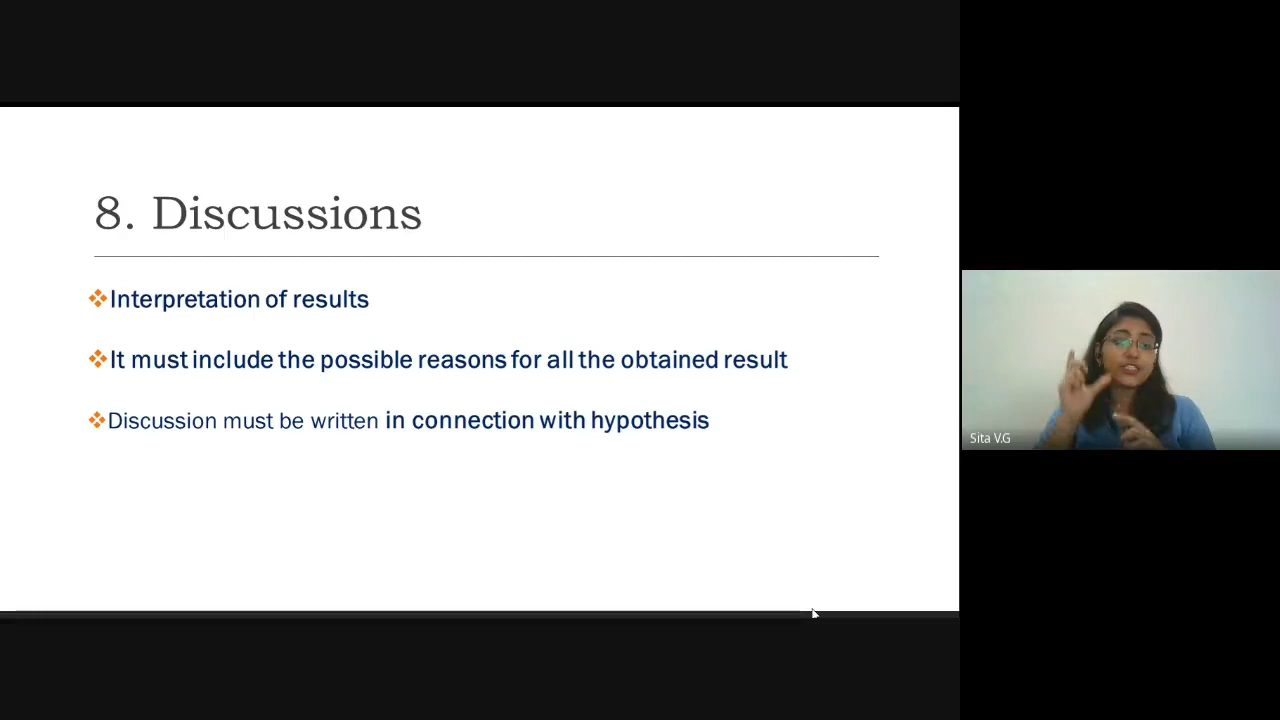 8. Discussions
❖Interpretation of results
❖It must include the possible reasons for all the obtained result
❖Discussion must be written in connection with hypothesis
Sita V.G